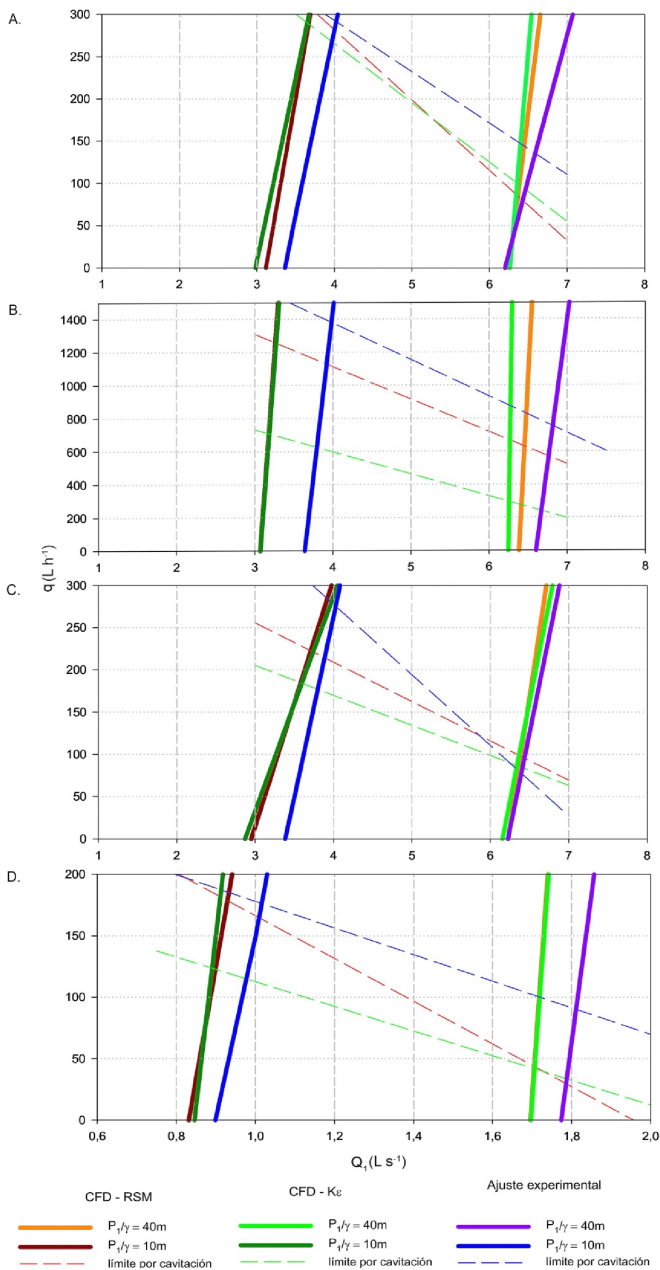 A.
300
250
200
150
100
50
0
1 2 3 4 5 6 7 8
B.
1400
1200
1000
800
600
400
200
0
1 2 3 4 5 6 7 8
q (L h⁻¹)
C.
300
250
200
150
100
50
0
1 2 3 4 5 6 7 8
D.
200
150
100
50
0
0,6 0,8 1,0 1,2 1,4 1,6 1,8 2,0
Q₁(L s⁻¹)
CFD - RSM CFD - Kε Ajuste experimental
P₁/γ = 40m P₁/γ = 40m P₁/γ = 40m
P₁/γ = 10m P₁/γ = 10m P₁/γ = 10m
límite por cavitación límite por cavitación límite por cavitación